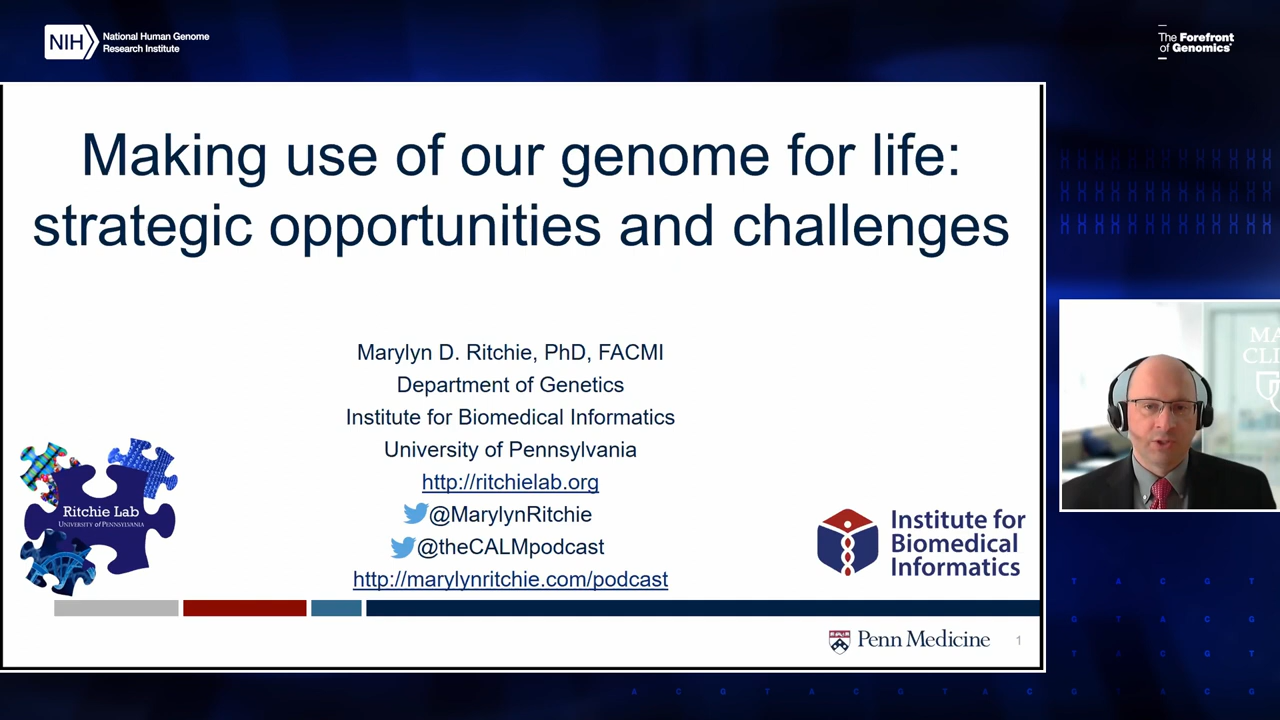 NIH
National Human Genome
Research Institute
The Forefront
of Genomics®
Making use of our genome for life:
strategic opportunities and challenges
Marylyn D. Ritchie, PhD, FACMI
Department of Genetics
Institute for Biomedical Informatics
University of Pennsylvania
http://ritchielab.org
@MarylynRitchie
@theCALMpodcast
http://marylynritchie.com/podcast
Ritchie Lab
UNIVERSITY of PENNSYLVANIA
Institute for
Biomedical
Informatics
Penn Medicine
1
MA
CLI
T A C G T
G T A C G
T A C G T
A C G T A C G T A C G T A C G T